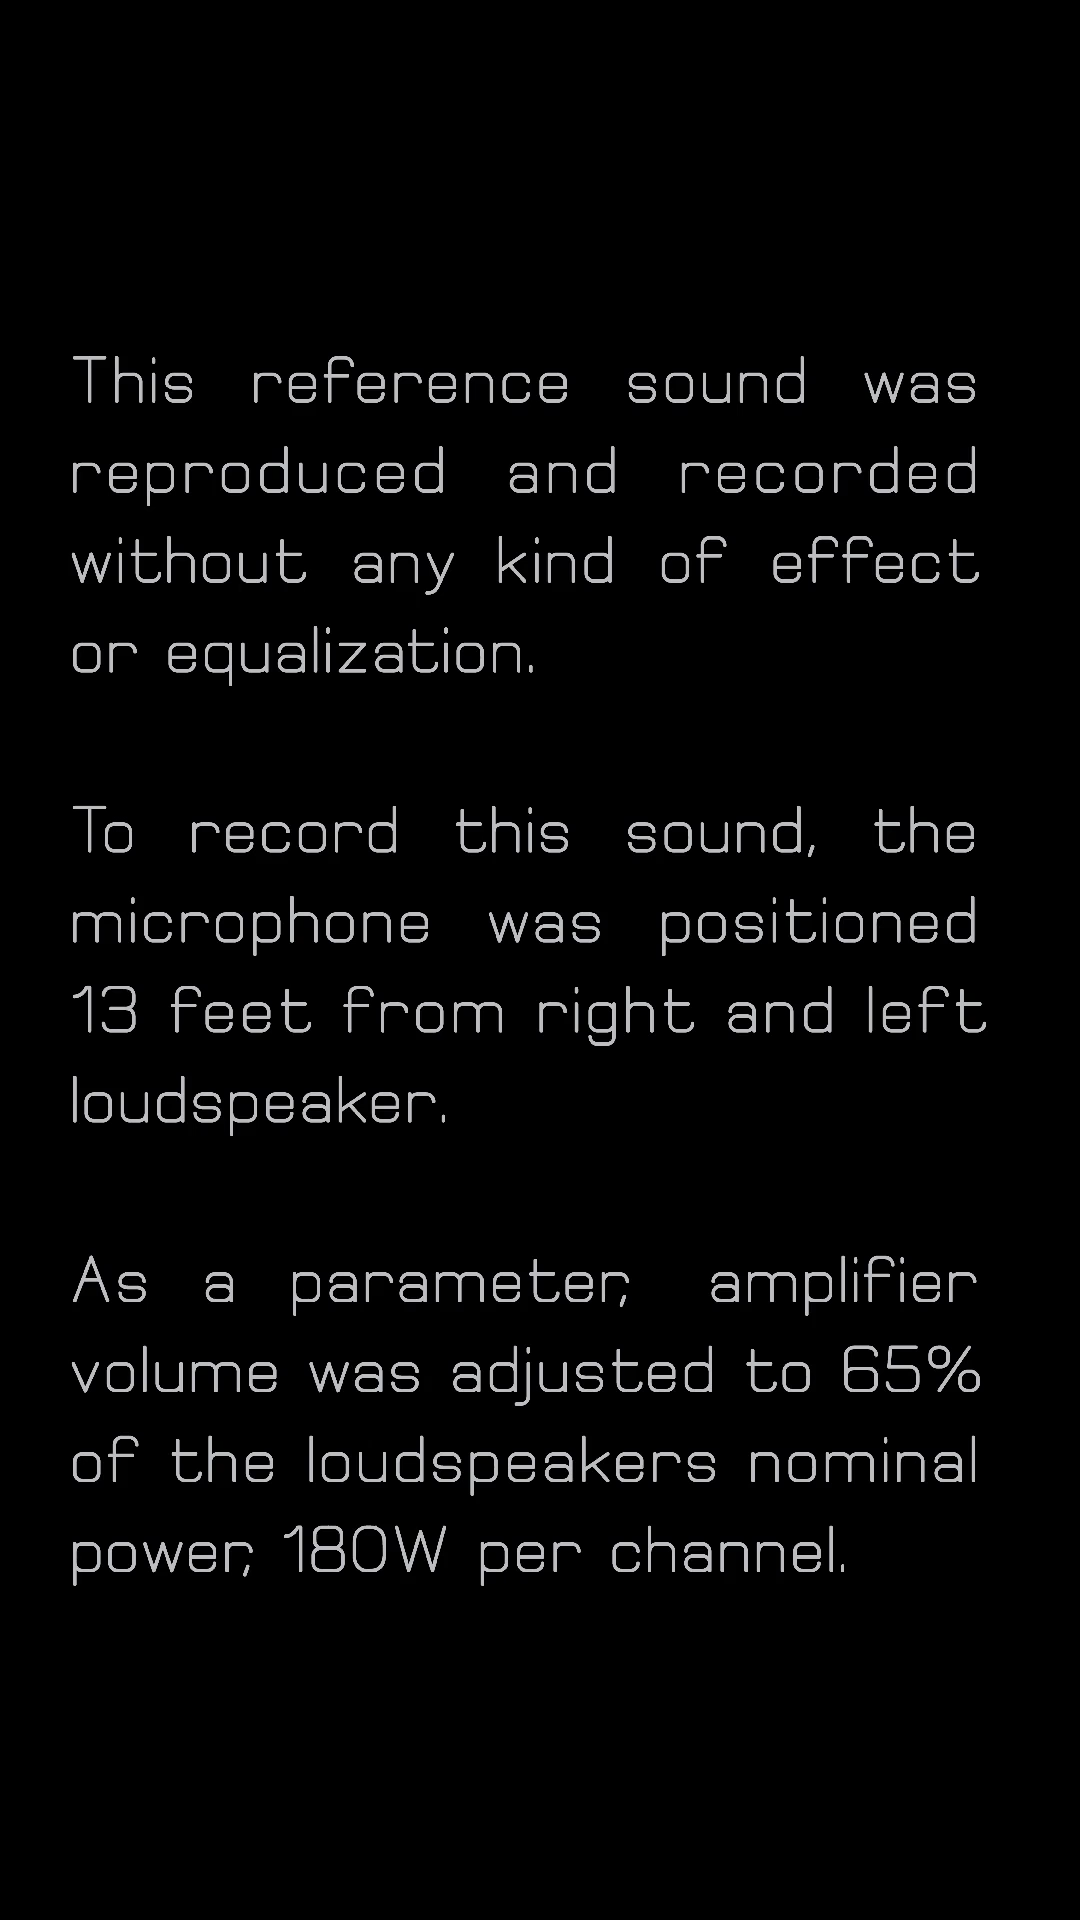 This reference sound was
reproduced and recorded
without any kind of effect
or equalization.
To record this sound, the
microphone was positioned
13 feet from right and left
loudspeaker.
As a parameter, amplifier
volume was adjusted to 65%
of the loudspeakers nominal
power, 180W per channel.